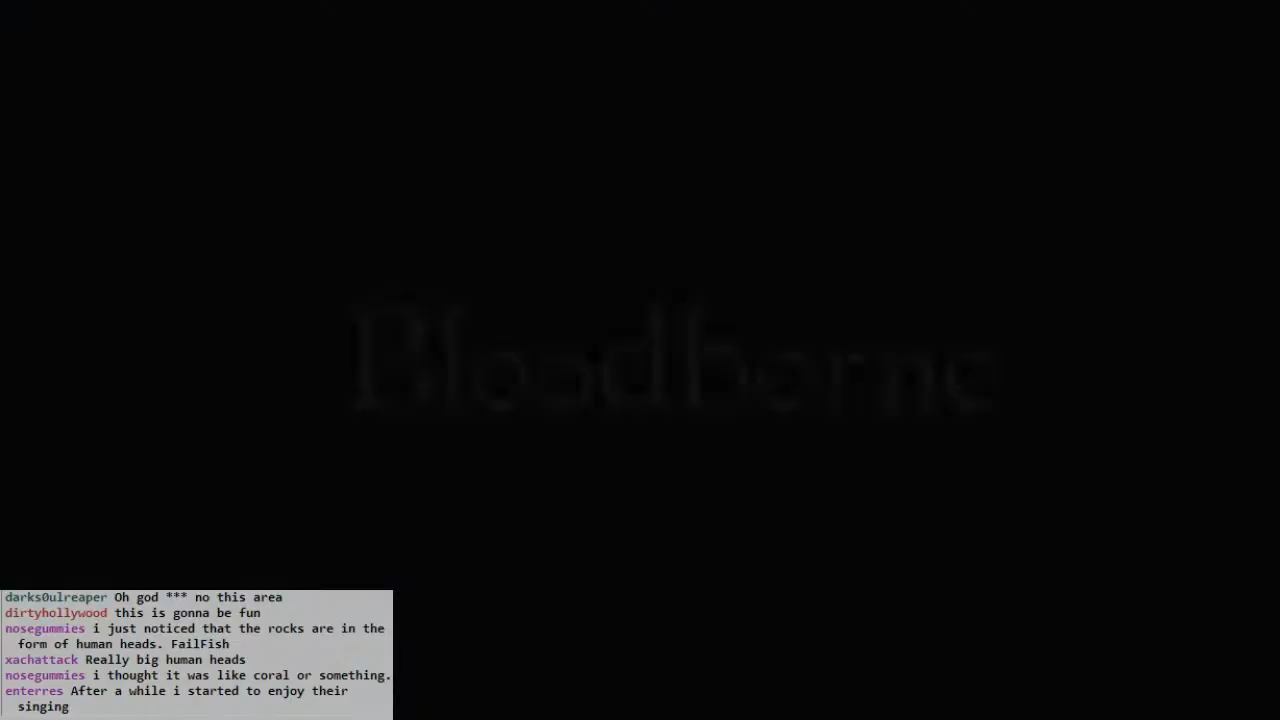 Bloodborne
darks0ulreaper Oh god *** no this area
dirtyhollywood this is gonna be fun
nosegummies i just noticed that the rocks are in the
form of human heads. FailFish
xachattack Really big human heads
nosegummies i thought it was like coral or something.
enterres After a while i started to enjoy their
singing